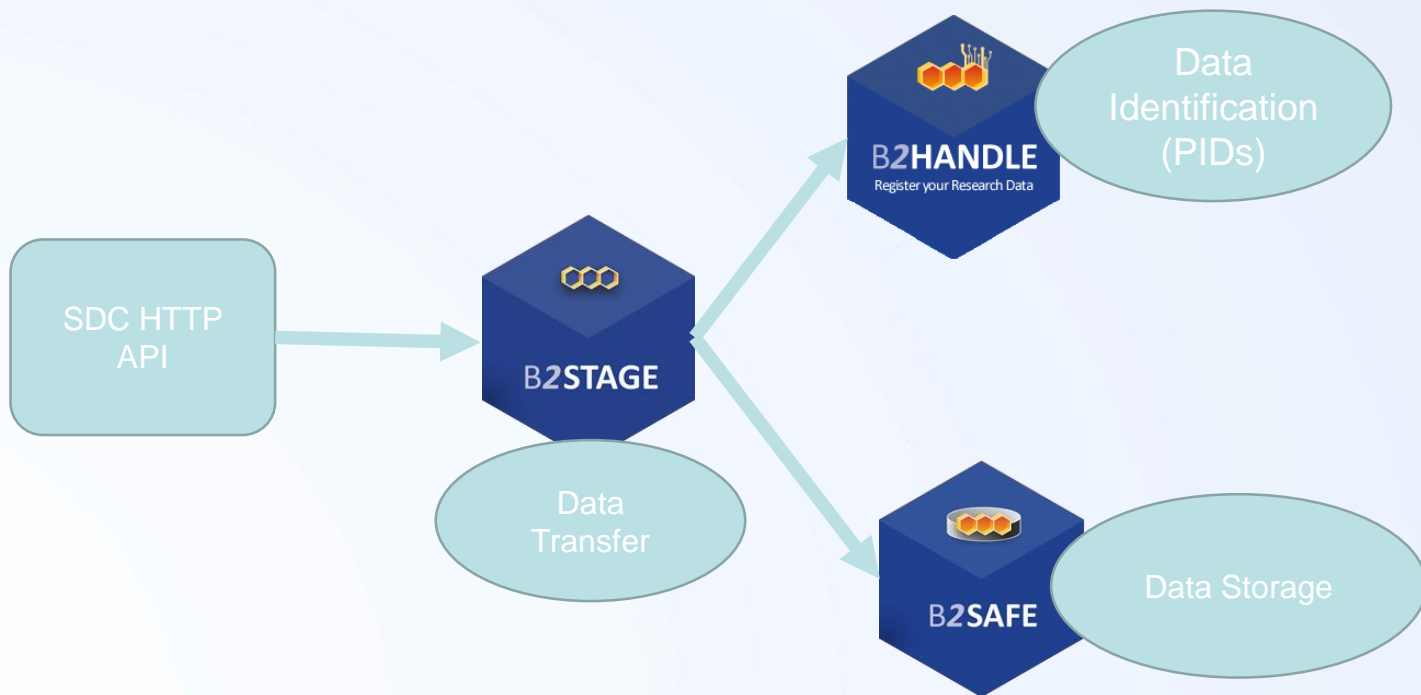 Data
Identification
(PIDs)
B2HANDLE
Register your Research Data
SDC HTTP
API
B2STAGE
Data
Transfer
B2SAFE
Data Storage